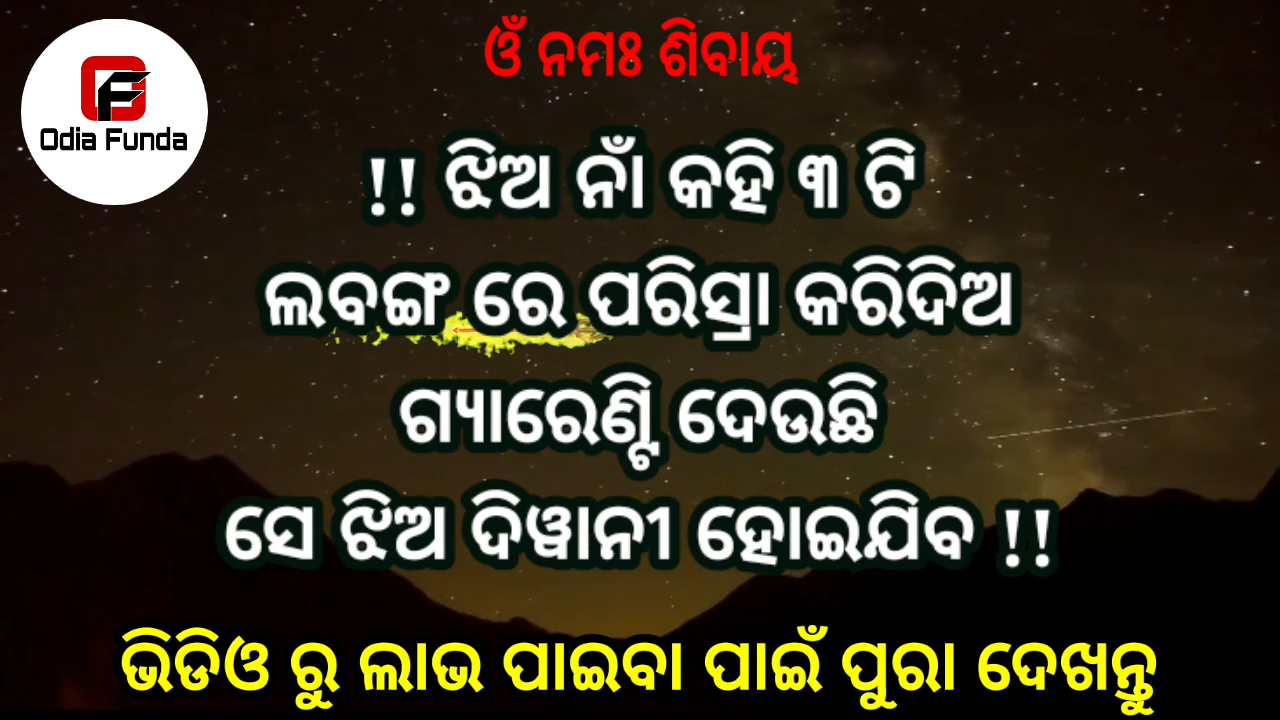 ଓଁ ନମଃ ଶିବାୟ
Odia Funda
!! ଝିଅ ନାଁ କହି ୩ ଟି
ଲବଙ୍ଗ ରେ ପରିସ୍ରା କରିଦିଅ
ଗ୍ୟାରେଣ୍ଟି ଦେଉଛି
ସେ ଝିଅ ଦିୱାନୀ ହୋଇଯିବ !!
ଭିଡିଓ ରୁ ଲାଭ ପାଇବା ପାଇଁ ପୁରା ଦେଖନ୍ତୁ